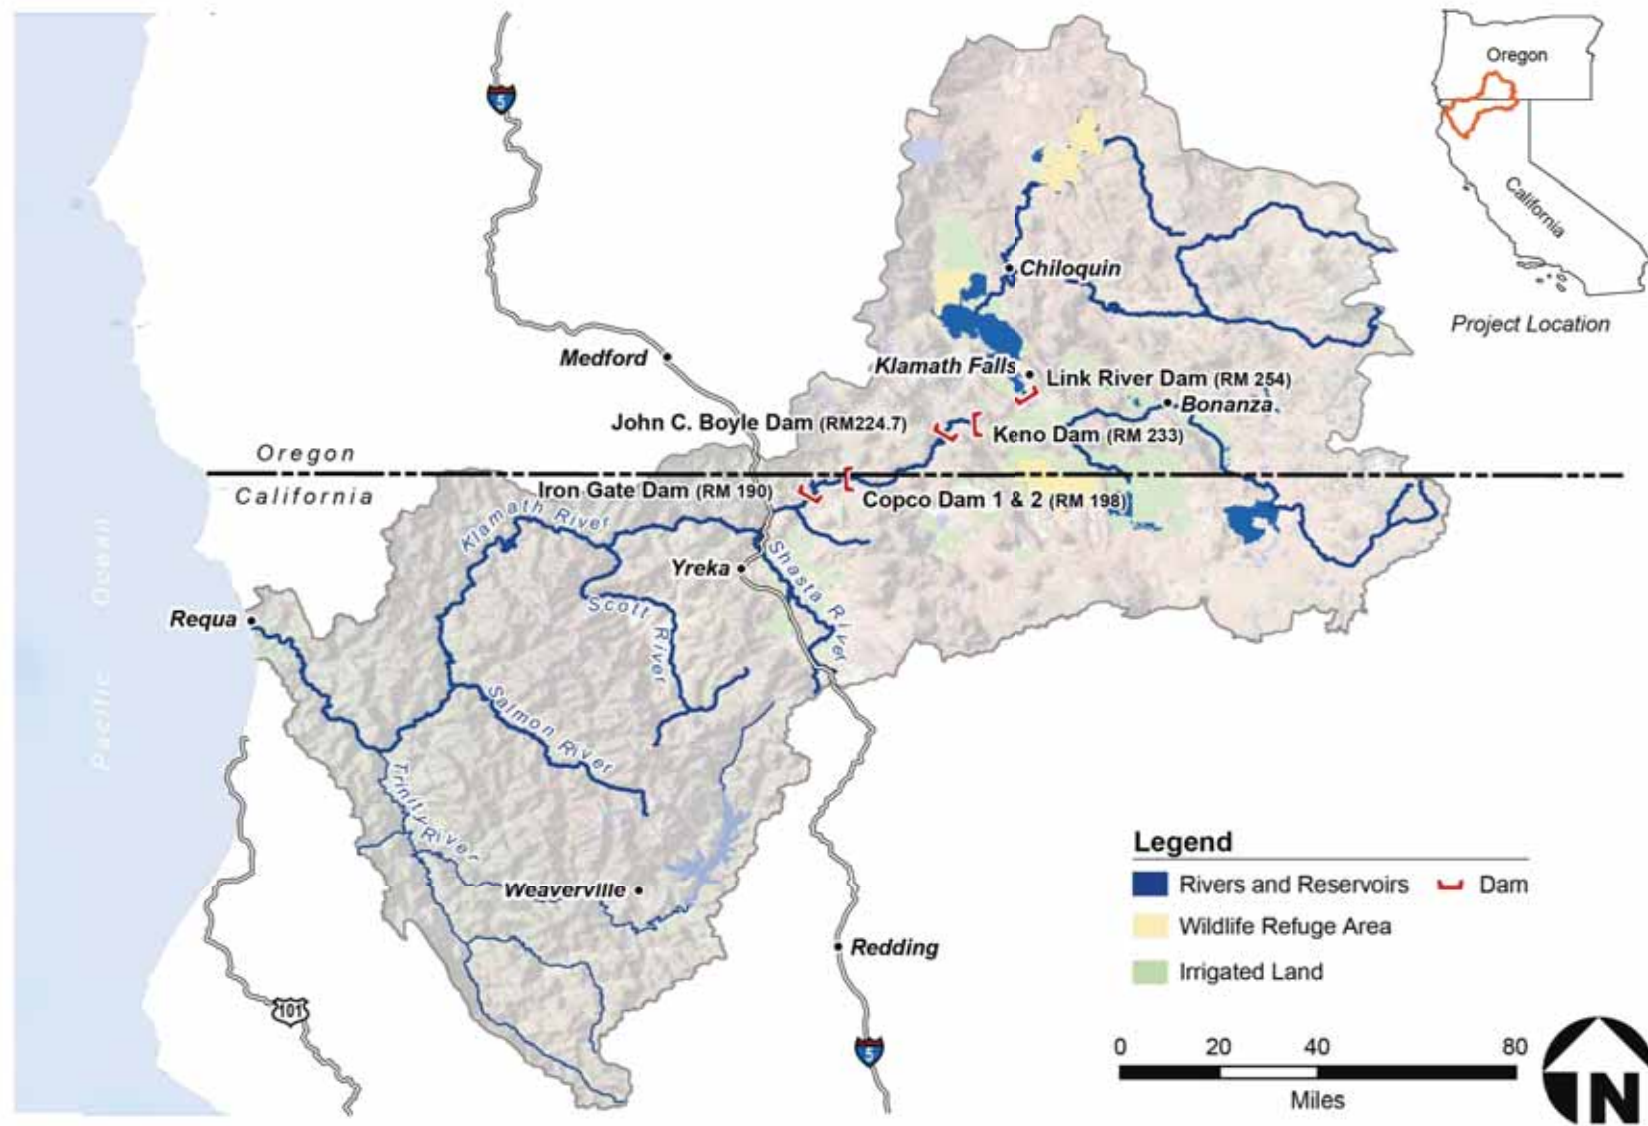 5
Oregon
California
Project Location
Chiloquin
Medford
Klamath Falls
Link River Dam (RM 254)
Bonanza
John C. Boyle Dam (RM224.7)
Keno Dam (RM 233)
Oregon
California
Iron Gate Dam (RM 190)
Copco Dam 1 & 2 (RM 198)
Klamath River
Yreka
Shasta River
Scott River
Requa
Pacific Ocean
Salmon River
Trinity River
Weaverville
Redding
101
5
Legend
Rivers and Reservoirs
Dam
Wildlife Refuge Area
Irrigated Land
0 20 40 80
Miles
N